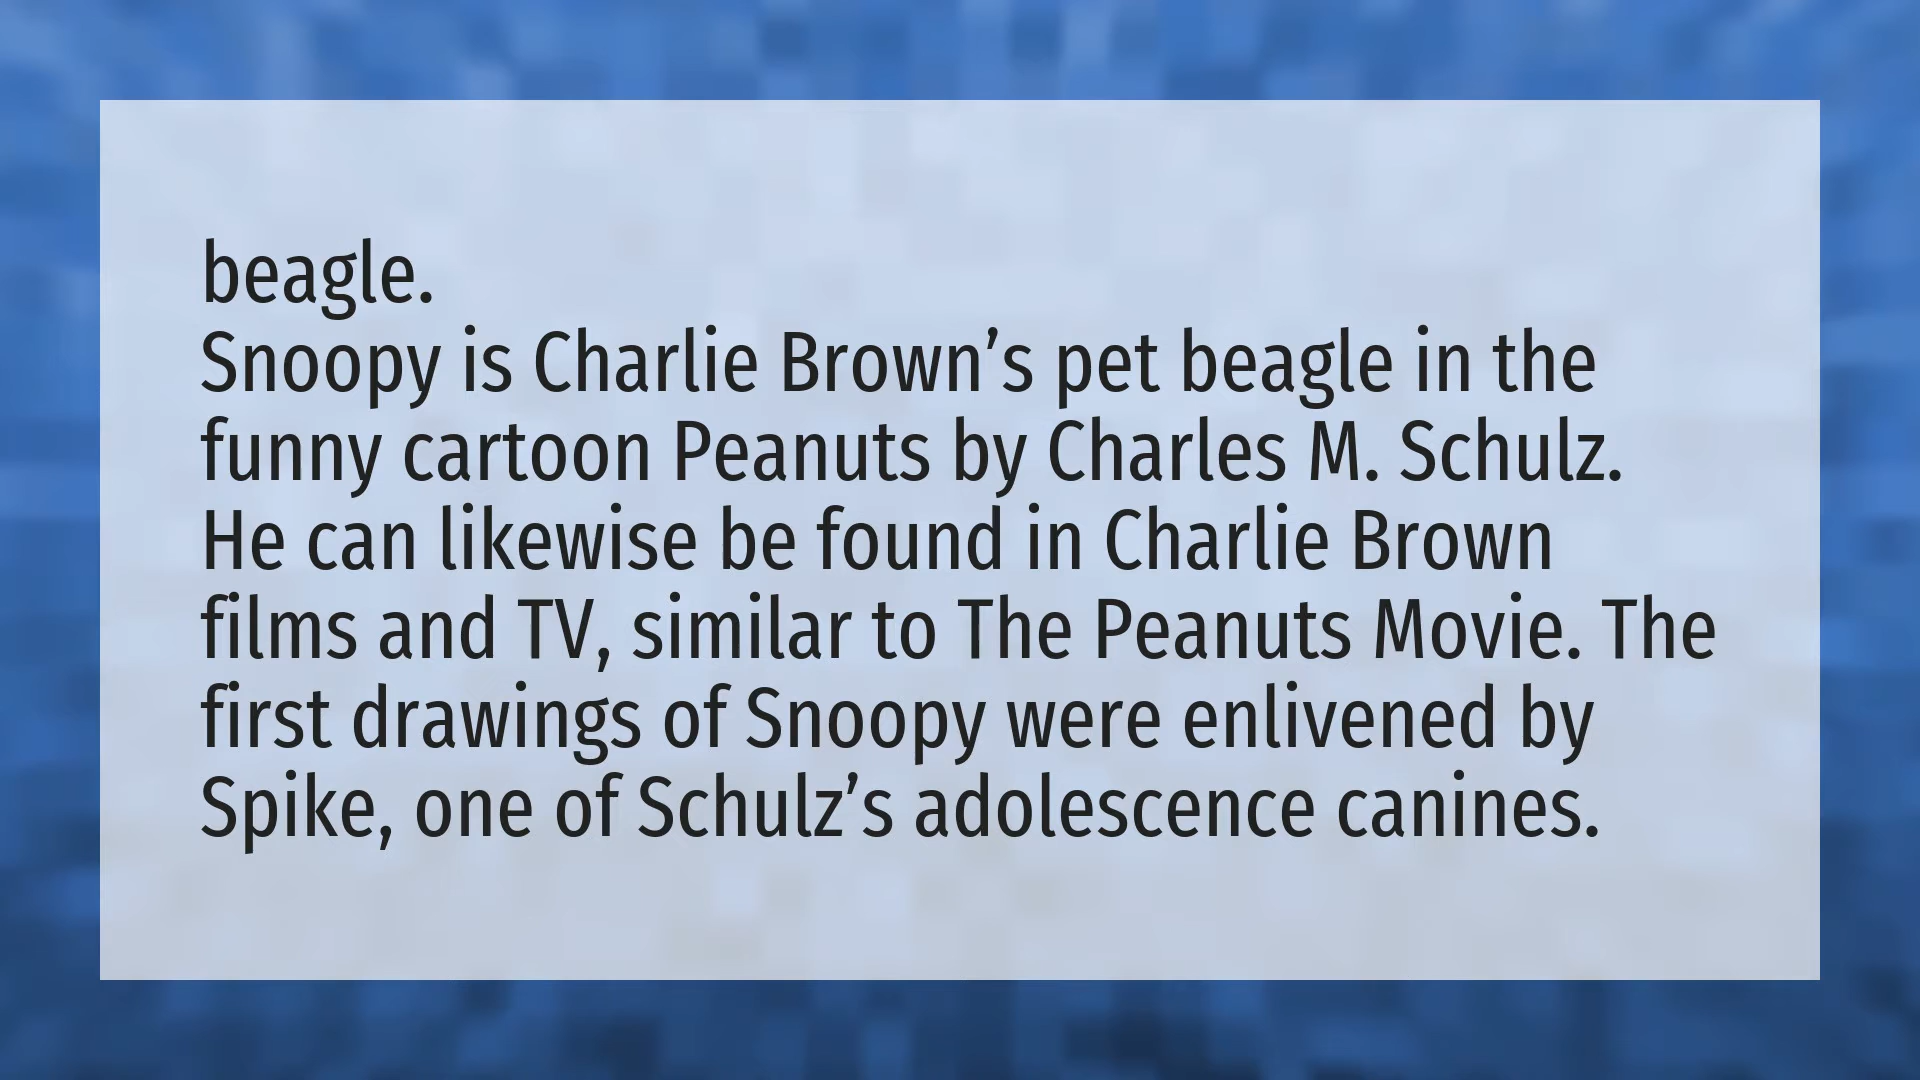 beagle.
Snoopy is Charlie Brown’s pet beagle in the
funny cartoon Peanuts by Charles M. Schulz.
He can likewise be found in Charlie Brown
films and TV, similar to The Peanuts Movie. The
first drawings of Snoopy were enlivened by
Spike, one of Schulz’s adolescence canines.